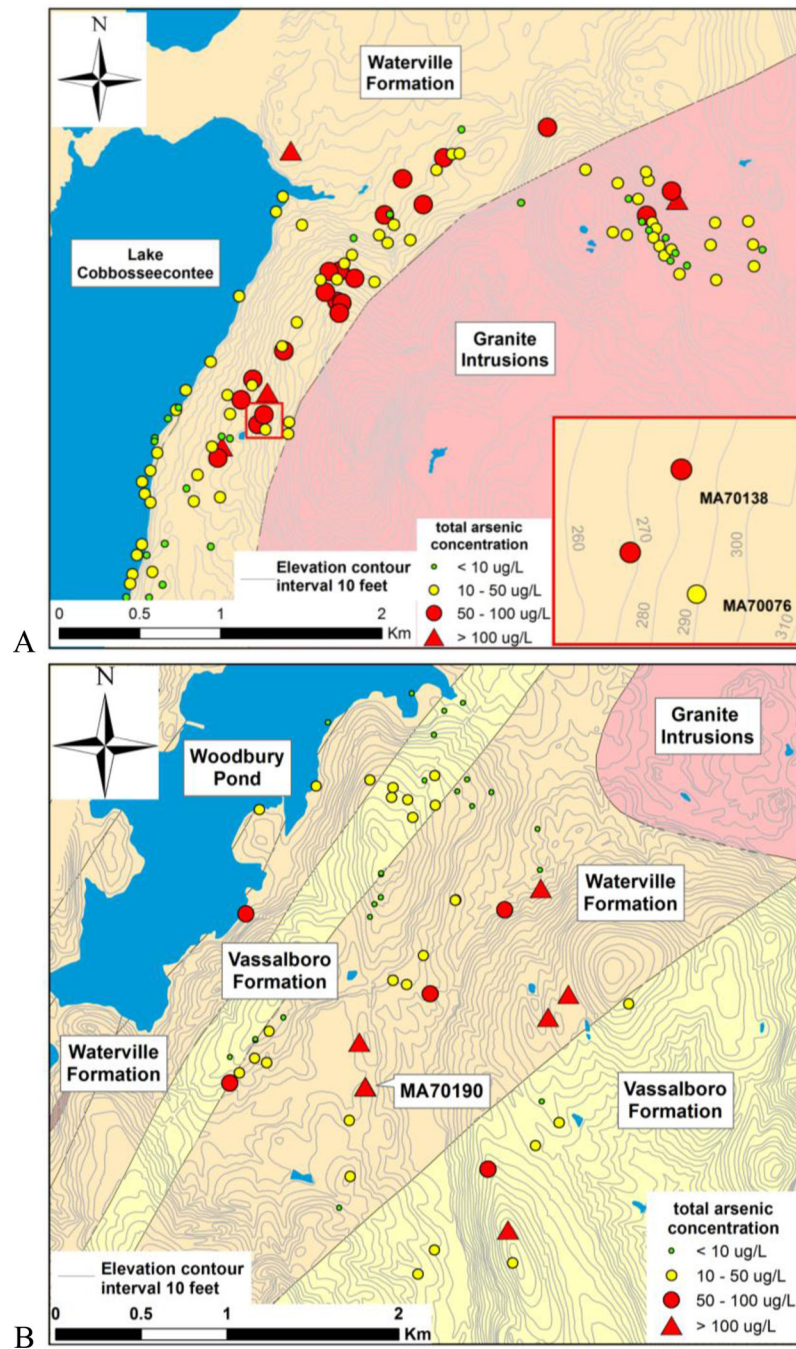 N
Waterville
Formation
Lake
Cobbosseecontee
Granite
Intrusions
MA70138
260
270
300
MA70076
280
290
310
total arsenic
concentration
< 10 ug/L
10 - 50 ug/L
50 - 100 ug/L
> 100 ug/L
Elevation contour
interval 10 feet
0 0.5 1 2
Km
A
N
Woodbury
Pond
Granite
Intrusions
Waterville
Formation
Vassalboro
Formation
Waterville
Formation
MA70190
Vassalboro
Formation
total arsenic
concentration
< 10 ug/L
10 - 50 ug/L
50 - 100 ug/L
> 100 ug/L
Elevation contour
interval 10 feet
0 0.5 1 2
Km
B